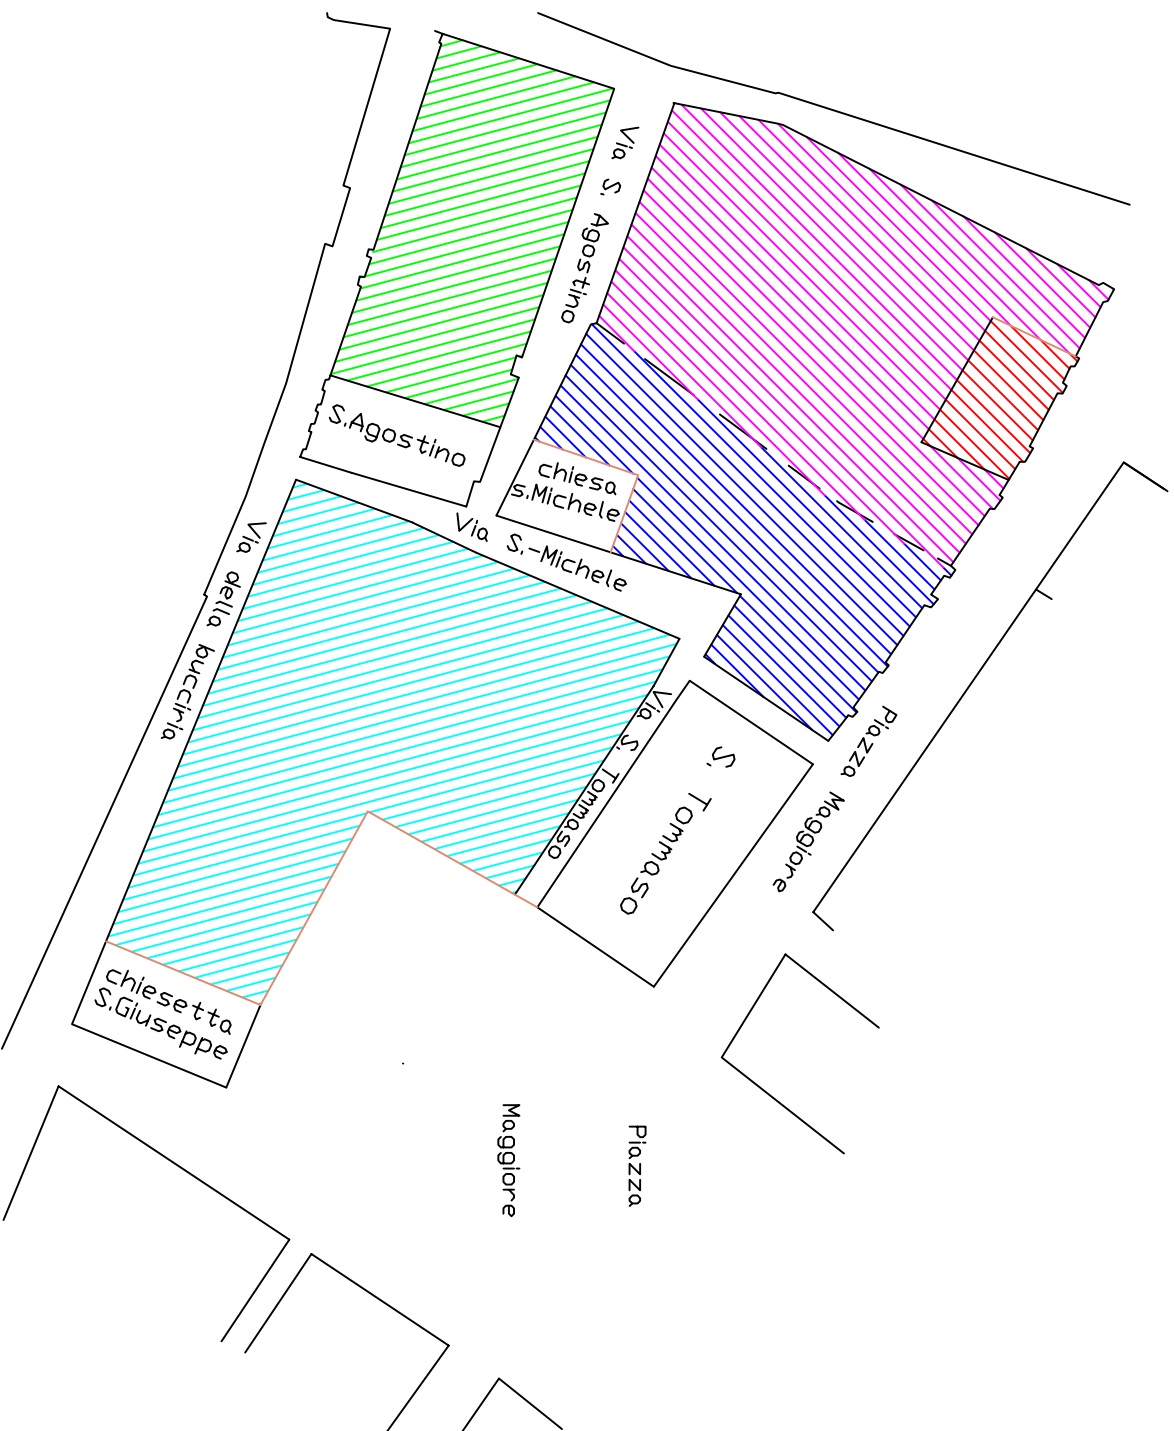 Via S. Agostino
S.Agostino
chiesa
s.Michele
Via S.-Michele
Via della bucciria
Via S. Tommaso
S. Tommaso
Piazza Maggiore
chiesetta
S.Giuseppe
Piazza
Maggiore